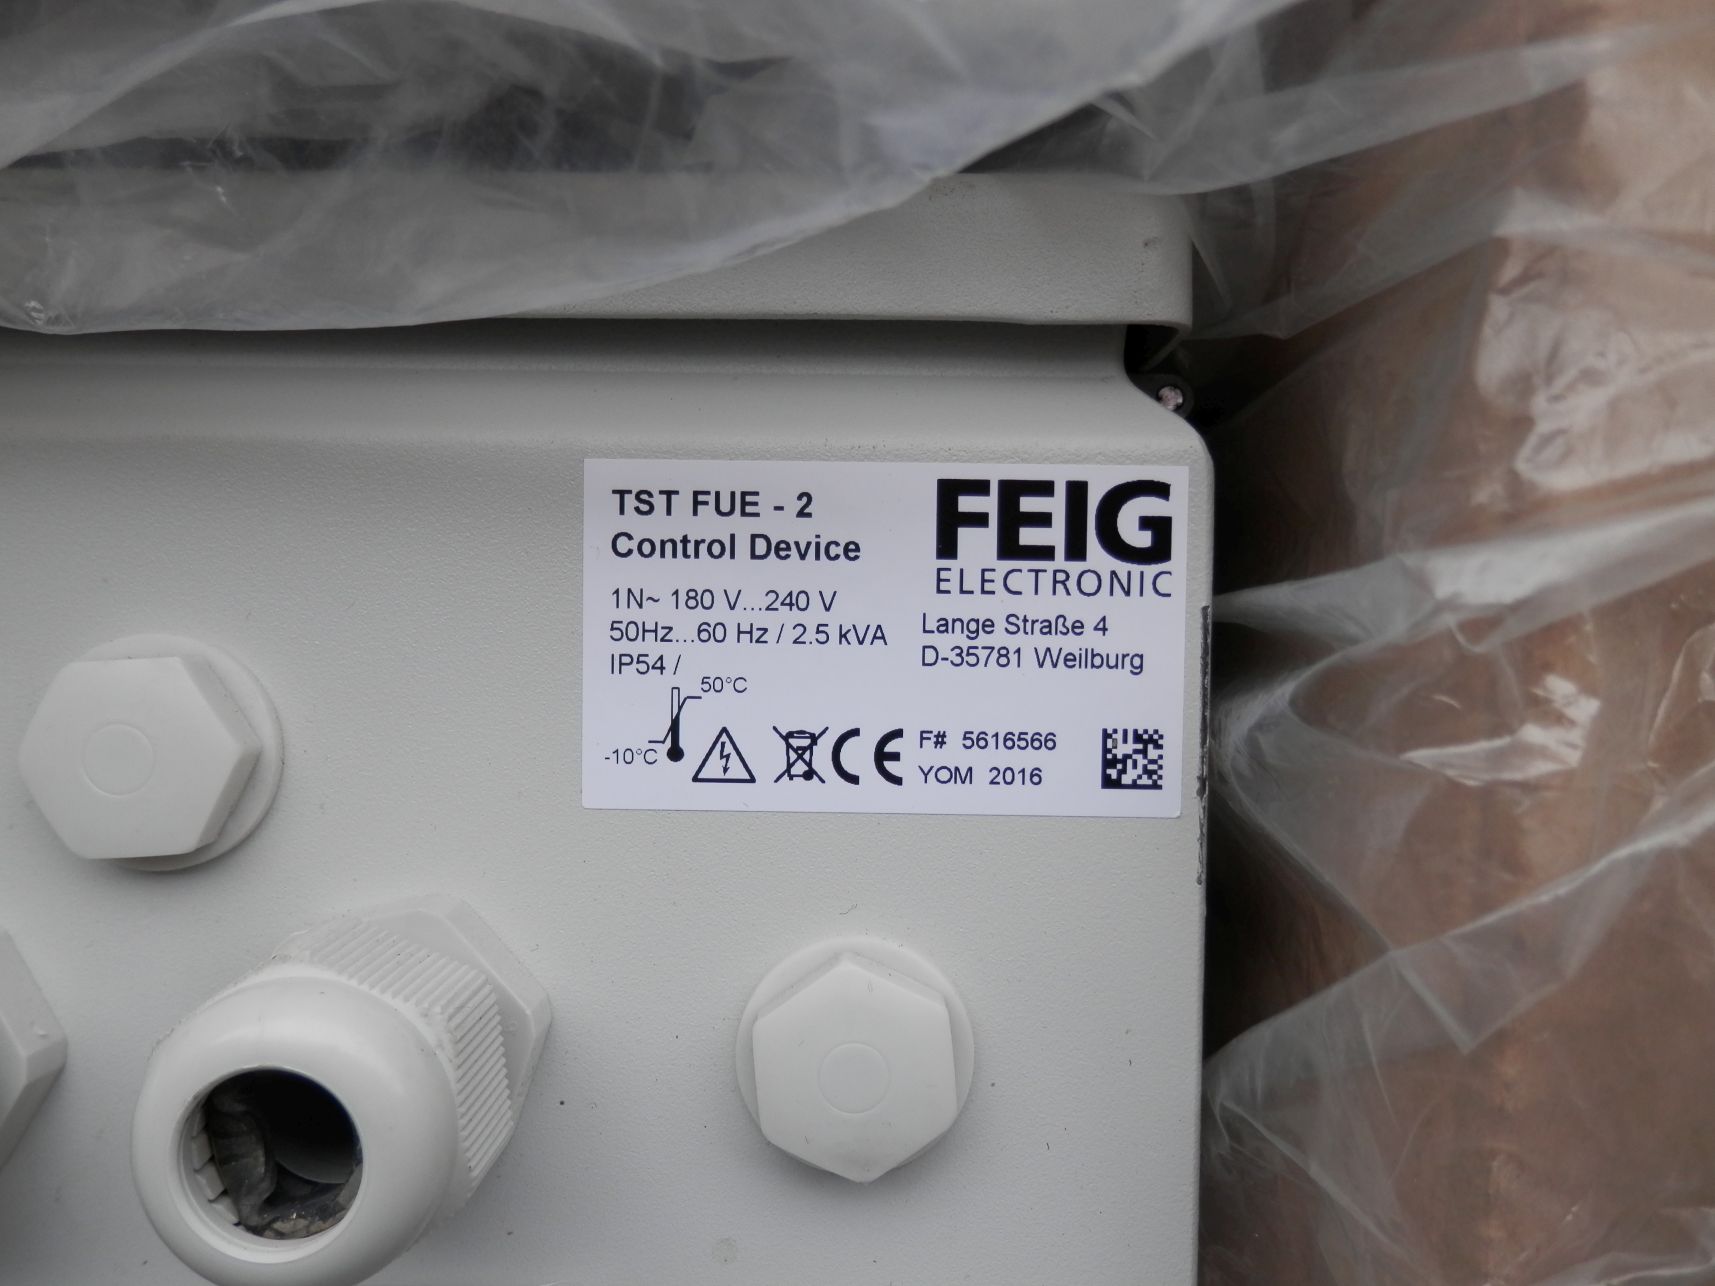 TST FUE - 2
Control Device
1N~ 180 V...240 V
50Hz...60 Hz / 2.5 kVA
IP54 /
50°C
-10°C
FEIG
ELECTRONIC
Lange Straße 4
D-35781 Weilburg
CE
F# 5616566
YOM 2016